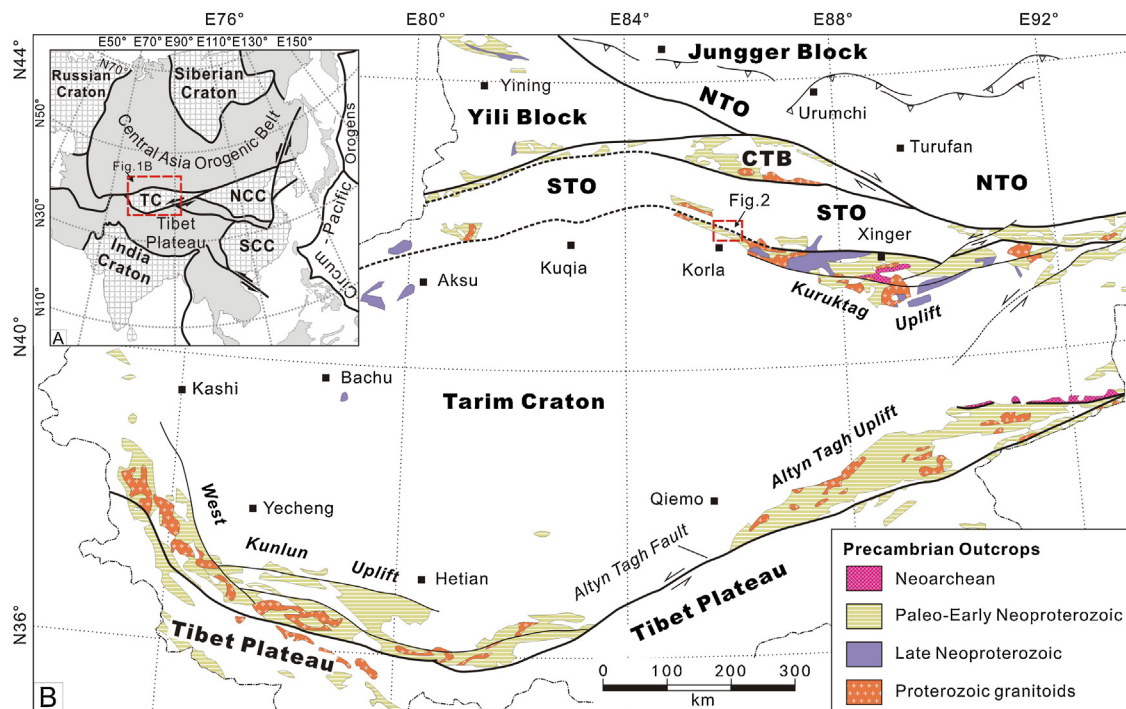 E76° E80° E84° E88° E92°
N44°
N40°
N36°
E50° E70° E90° E110° E130° E150°
N70°
N50°
N30°
N10°
Russian
Craton
Siberian
Craton
Central Asia Orogenic Belt
Fig.1B
TC
NCC
Tibet
Plateau
SCC
India
Craton
Circum - Pacific
Orogens
A
Jungger Block
Yining
NTO
Urumchi
Yili Block
Turufan
CTB
STO
NTO
Fig.2
STO
Xinger
Kuqia
Korla
Aksu
Kuruktag
Uplift
Kashi
Bachu
Tarim Craton
Altyn Tagh Uplift
West
Kunlun
Uplift
Yecheng
Qiemo
Hetian
Altyn Tagh Fault
Tibet Plateau
Tibet Plateau
Precambrian Outcrops
Neoarchean
Paleo-Early Neoproterozoic
Late Neoproterozoic
Proterozoic granitoids
0 100 200 300
km
B